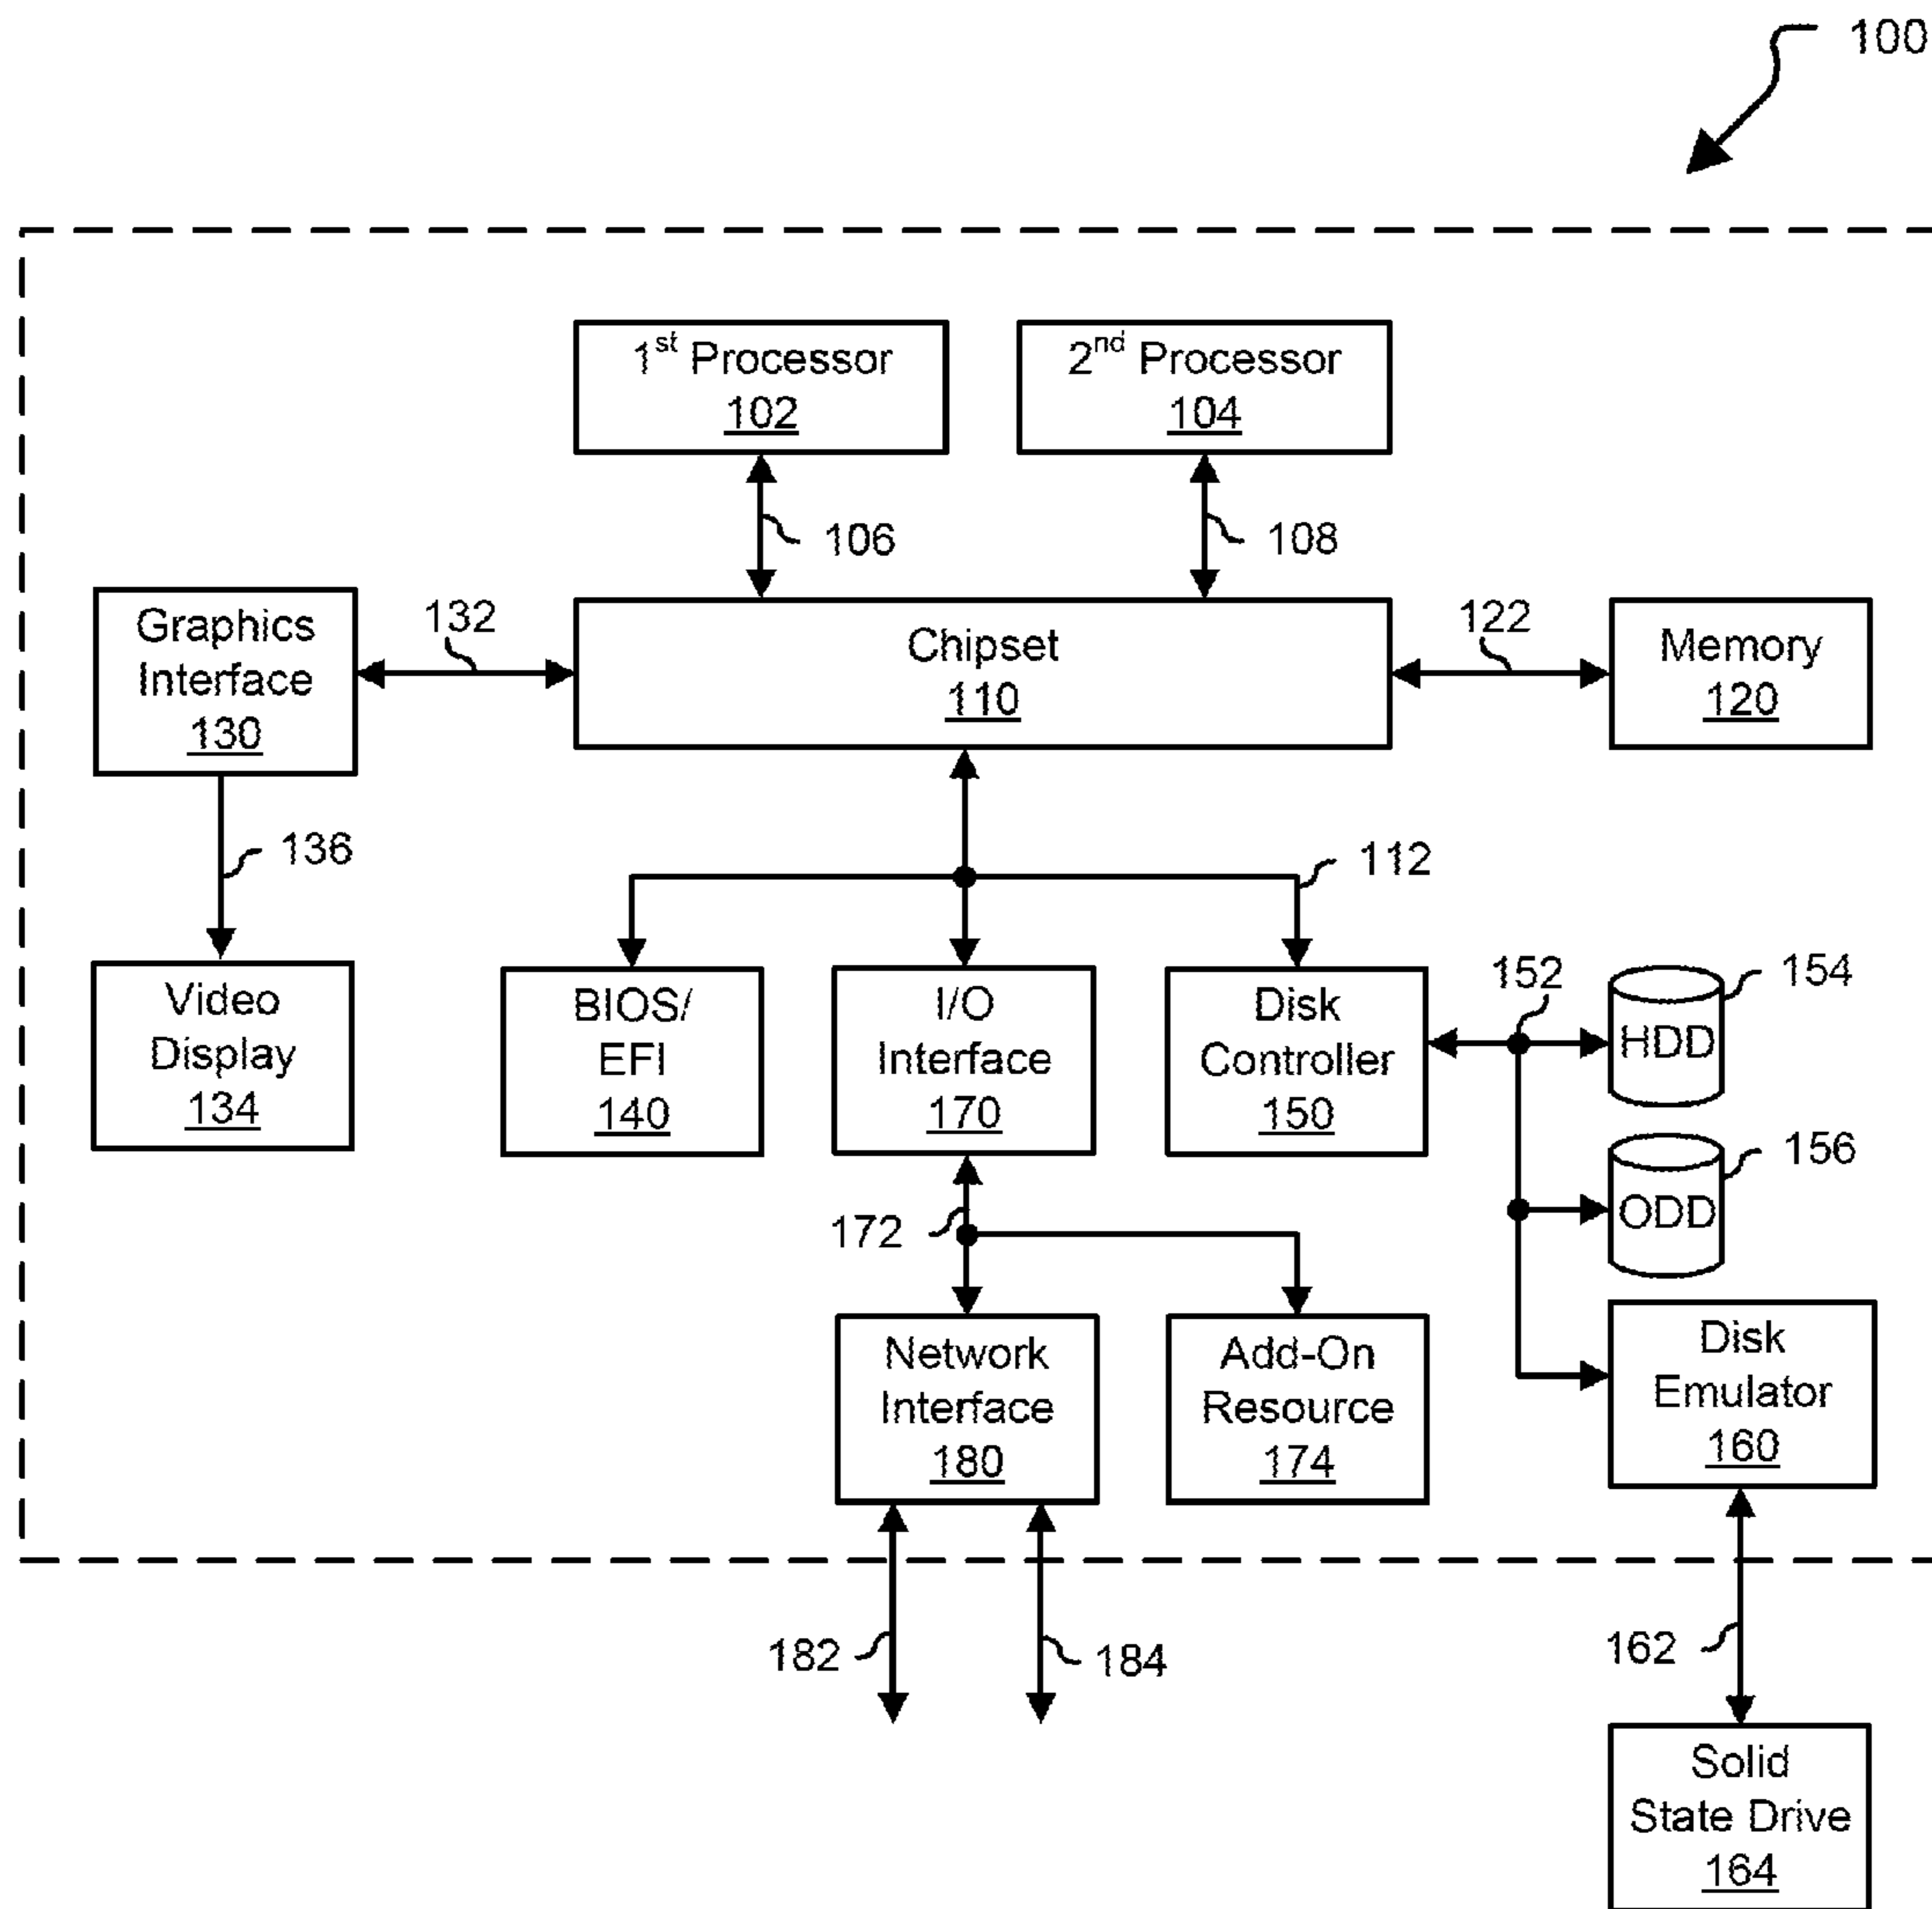 100
1st Processor
102
2nd Processor
104
106
108
Graphics
Interface
130
132
Chipset
110
122
Memory
120
136
112
Video
Display
134
BIOS/
EFI
140
I/O
Interface
170
Disk
Controller
150
152
HDD
154
ODD
156
172
Network
Interface
180
Add-On
Resource
174
Disk
Emulator
160
182
184
162
Solid
State Drive
164